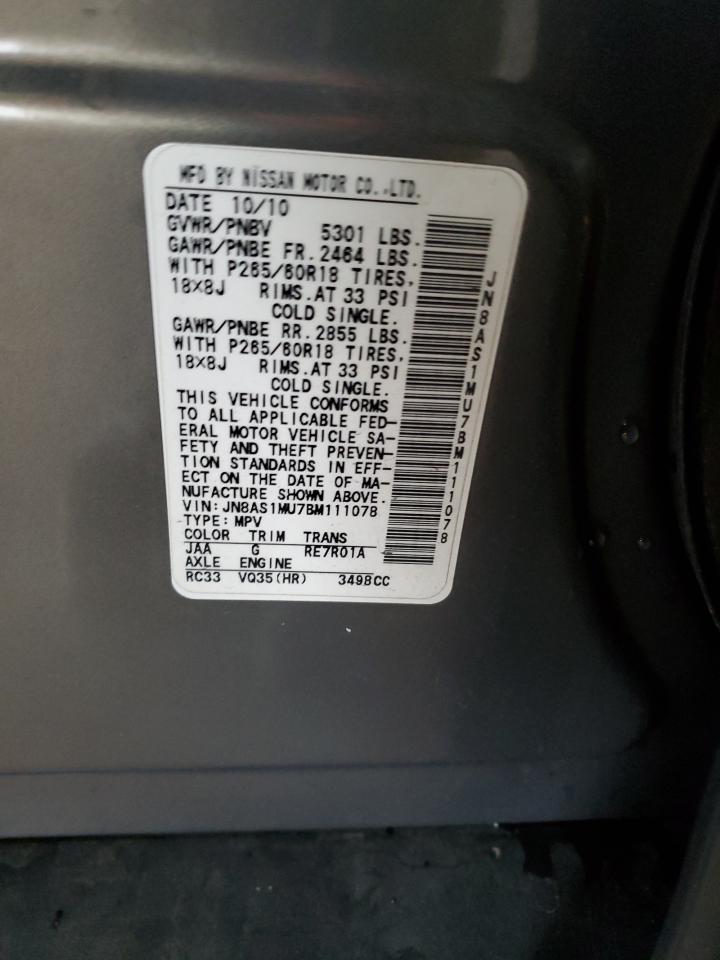 MFD BY NISSAN MOTOR CO.,LTD.
DATE 10/10
GVWR/PNBV 5301 LBS.
GAWR/PNBE FR. 2464 LBS.
WITH P265/60R18 TIRES,
18X8J RIMS.AT 33 PSI
COLD SINGLE.
GAWR/PNBE RR. 2855 LBS.
WITH P265/60R18 TIRES,
18X8J RIMS.AT 33 PSI
COLD SINGLE.
THIS VEHICLE CONFORMS
TO ALL APPLICABLE FED-
ERAL MOTOR VEHICLE SA-
FETY AND THEFT PREVEN-
TION STANDARDS IN EFF-
ECT ON THE DATE OF MA-
NUFACTURE SHOWN ABOVE.
VIN:JN8AS1MU7BM111078
TYPE:MPV
COLOR TRIM TRANS
JAA G RE7R01A
AXLE ENGINE
RC33 VQ35(HR) 3498CC
JN8AS1MU7BM111078